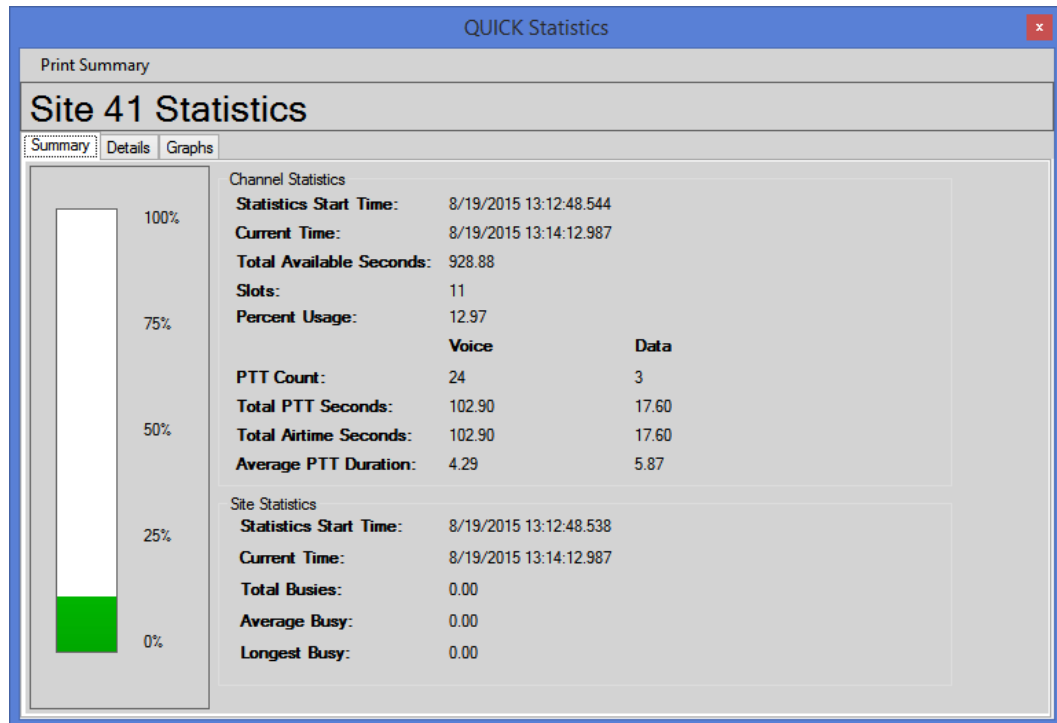 QUICK Statistics
x
Print Summary
Site 41 Statistics
Summary Details Graphs
100%
75%
50%
25%
0%
Channel Statistics
Statistics Start Time: 8/19/2015 13:12:48.544
Current Time: 8/19/2015 13:14:12.987
Total Available Seconds: 928.88
Slots: 11
Percent Usage: 12.97
Voice Data
PTT Count: 24 3
Total PTT Seconds: 102.90 17.60
Total Airtime Seconds: 102.90 17.60
Average PTT Duration: 4.29 5.87
Site Statistics
Statistics Start Time: 8/19/2015 13:12:48.538
Current Time: 8/19/2015 13:14:12.987
Total Busies: 0.00
Average Busy: 0.00
Longest Busy: 0.00